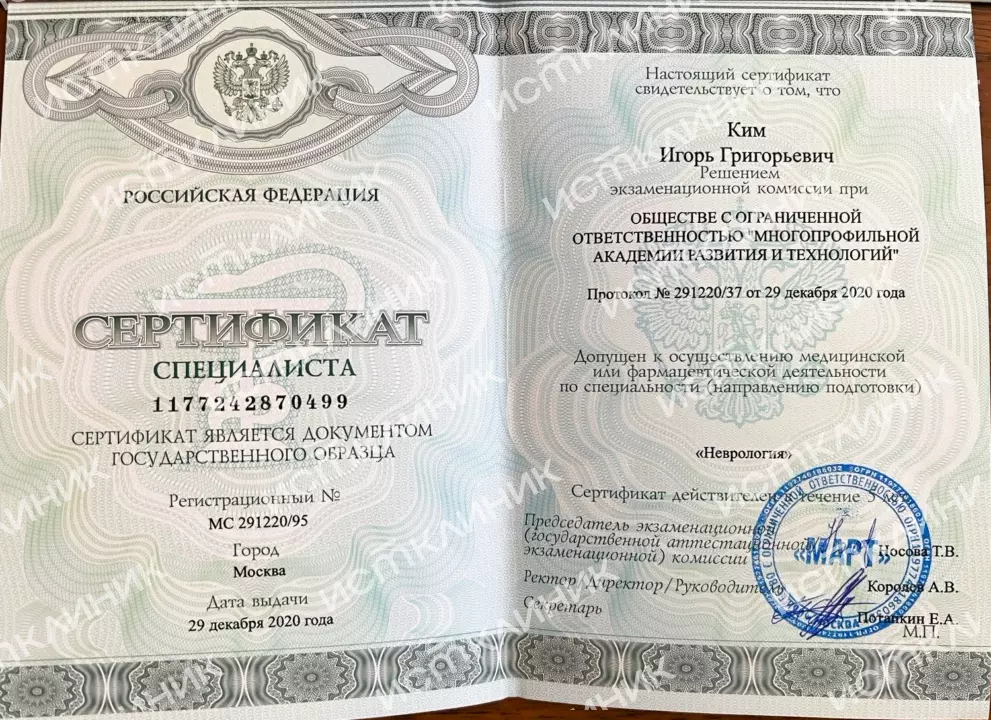 РОССИЙСКАЯ ФЕДЕРАЦИЯ
СЕРТИФИКАТ
СПЕЦИАЛИСТА
1177242870499
СЕРТИФИКАТ ЯВЛЯЕТСЯ ДОКУМЕНТОМ
ГОСУДАРСТВЕННОГО ОБРАЗЦА
Регистрационный №
МС 291220/95
Город
Москва
Дата выдачи
29 декабря 2020 года
Настоящий сертификат
свидетельствует о том, что
Ким
Игорь Григорьевич
Решением
экзаменационной комиссии при
ОБЩЕСТВЕ С ОГРАНИЧЕННОЙ
ОТВЕТСТВЕННОСТЬЮ "МНОГОПРОФИЛЬНОЙ
АКАДЕМИИ РАЗВИТИЯ И ТЕХНОЛОГИЙ"
Протокол № 291220/37 от 29 декабря 2020 года
Допущен к осуществлению медицинской
или фармацевтической деятельности
по специальности (направлению подготовки)
«Неврология»
Сертификат действителен в течение 5
Председатель экзаменационной
(государственной аттестационной
экзаменационной) комиссии
Носова Т.В.
Ректор/Директор/Руководитель
Королев А.В.
Секретарь
Потапкин Е.А.
М.П.
«МАРТ»
МОСКВА
ИСТКЛИНИК